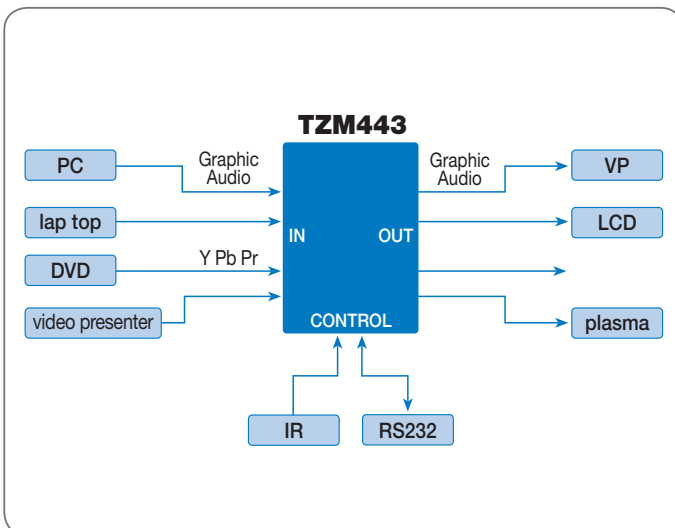 TZM443
PC
Graphic
Audio
Graphic
Audio
VP
lap top
IN
OUT
LCD
DVD
Y Pb Pr
video presenter
CONTROL
plasma
IR
RS232